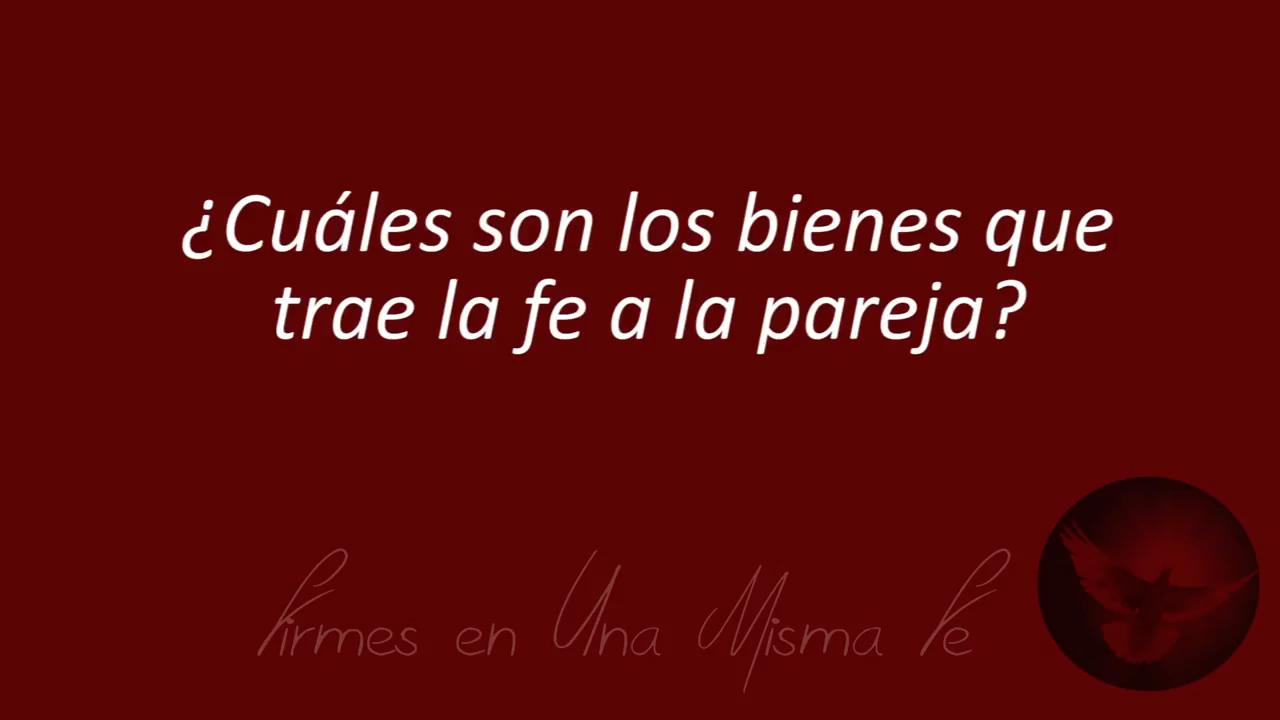 ¿Cuáles son los bienes que
trae la fe a la pareja?
Firmes en Una Misma Fe